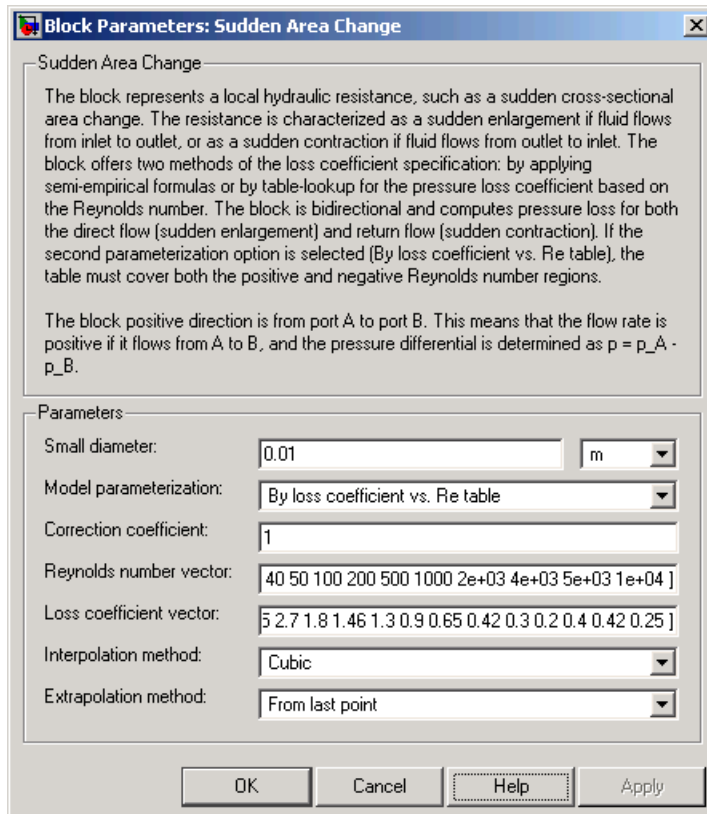 Block Parameters: Sudden Area Change
Sudden Area Change
The block represents a local hydraulic resistance, such as a sudden cross-sectional
area change. The resistance is characterized as a sudden enlargement if fluid flows
from inlet to outlet, or as a sudden contraction if fluid flows from outlet to inlet. The
block offers two methods of the loss coefficient specification: by applying
semi-empirical formulas or by table-lookup for the pressure loss coefficient based on
the Reynolds number. The block is bidirectional and computes pressure loss for both
the direct flow (sudden enlargement) and return flow (sudden contraction). If the
second parameterization option is selected (By loss coefficient vs. Re table), the
table must cover both the positive and negative Reynolds number regions.
The block positive direction is from port A to port B. This means that the flow rate is
positive if it flows from A to B, and the pressure differential is determined as p = p_A -
p_B.
Parameters
Small diameter: 0.01 m
Model parameterization: By loss coefficient vs. Re table
Correction coefficient: 1
Reynolds number vector: 40 50 100 200 500 1000 2e+03 4e+03 5e+03 1e+04 ]
Loss coefficient vector: 5 2.7 1.8 1.46 1.3 0.9 0.65 0.42 0.3 0.2 0.4 0.42 0.25 ]
Interpolation method: Cubic
Extrapolation method: From last point
OK Cancel Help Apply